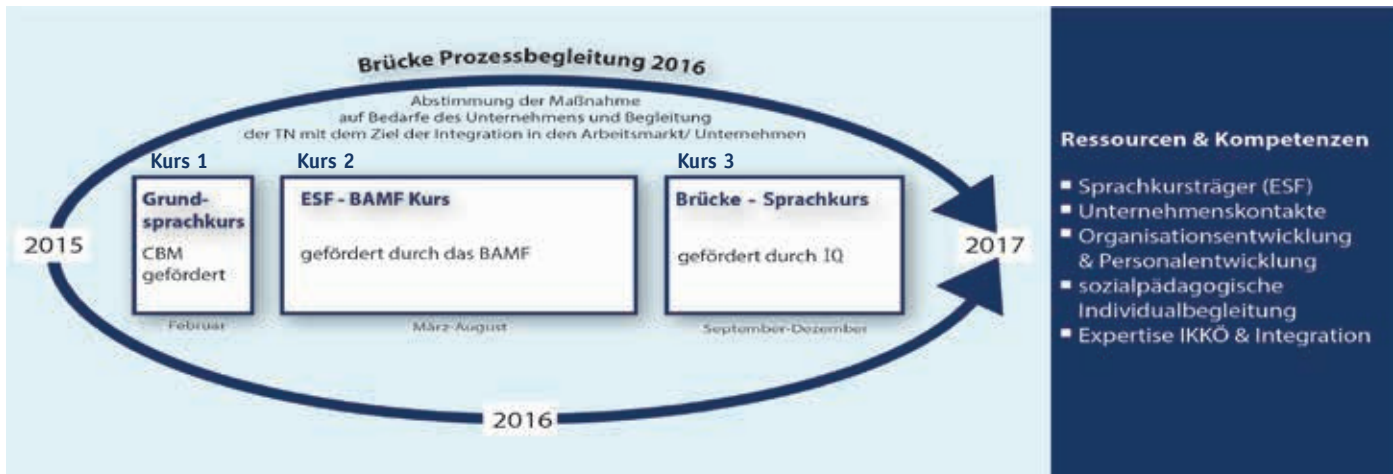 Brücke Prozessbegleitung 2016
Abstimmung der Maßnahme
auf Bedarfe des Unternehmens und Begleitung
der TN mit dem Ziel der Integration in den Arbeitsmarkt/ Unternehmen
Kurs 1
Grund-
sprachkurs
CBM
gefördert
Februar
Kurs 2
ESF - BAMF Kurs
gefördert durch das BAMF
März-August
Kurs 3
Brücke - Sprachkurs
gefördert durch IQ
September-Dezember
2015
2017
2016
Ressourcen & Kompetenzen
▪ Sprachkursträger (ESF)
▪ Unternehmenskontakte
▪ Organisationsentwicklung
& Personalentwicklung
▪ sozialpädagogische
Individualbegleitung
▪ Expertise IKKÖ & Integration